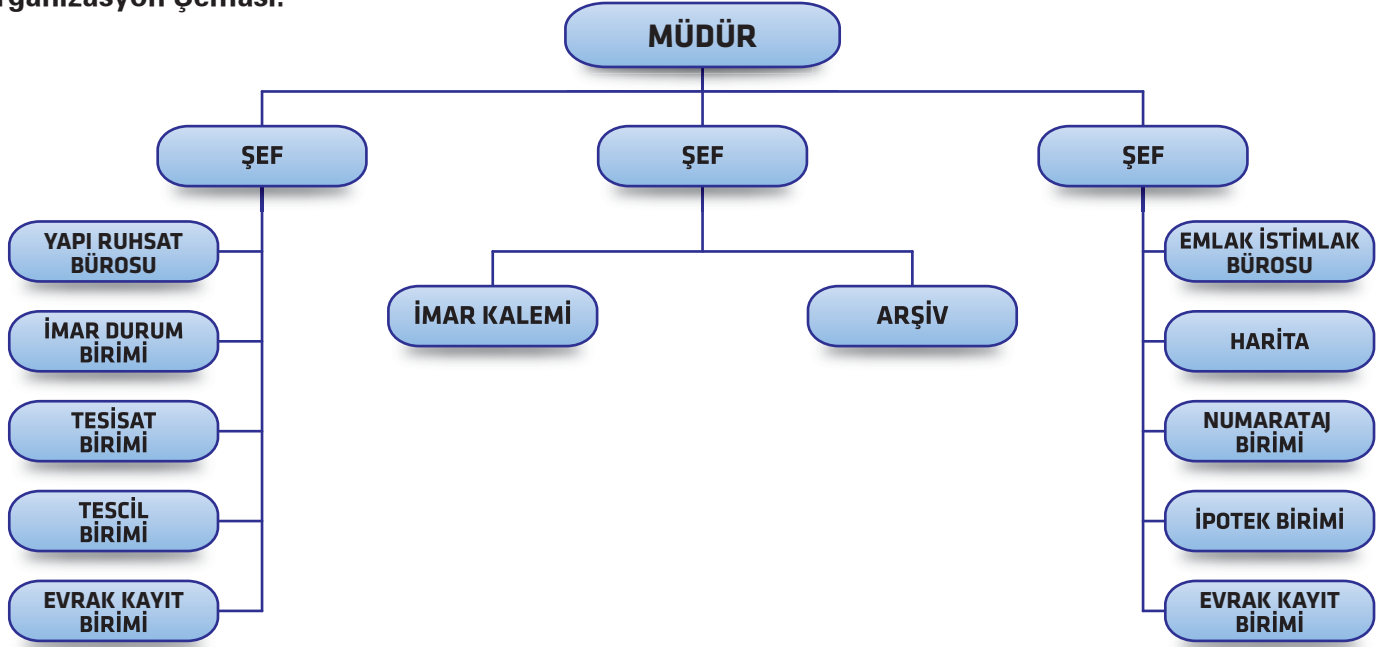 rganizasyon Şeması:
MÜDÜR
ŞEF
ŞEF
ŞEF
YAPI RUHSAT
BÜROSU
İMAR DURUM
BİRİMİ
TESİSAT
BİRİMİ
TESCİL
BİRİMİ
EVRAK KAYIT
BİRİMİ
İMAR KALEMİ
ARŞİV
EMLAK İSTİMLAK
BÜROSU
HARİTA
NUMARATAJ
BİRİMİ
İPOTEK BİRİMİ
EVRAK KAYIT
BİRİMİ